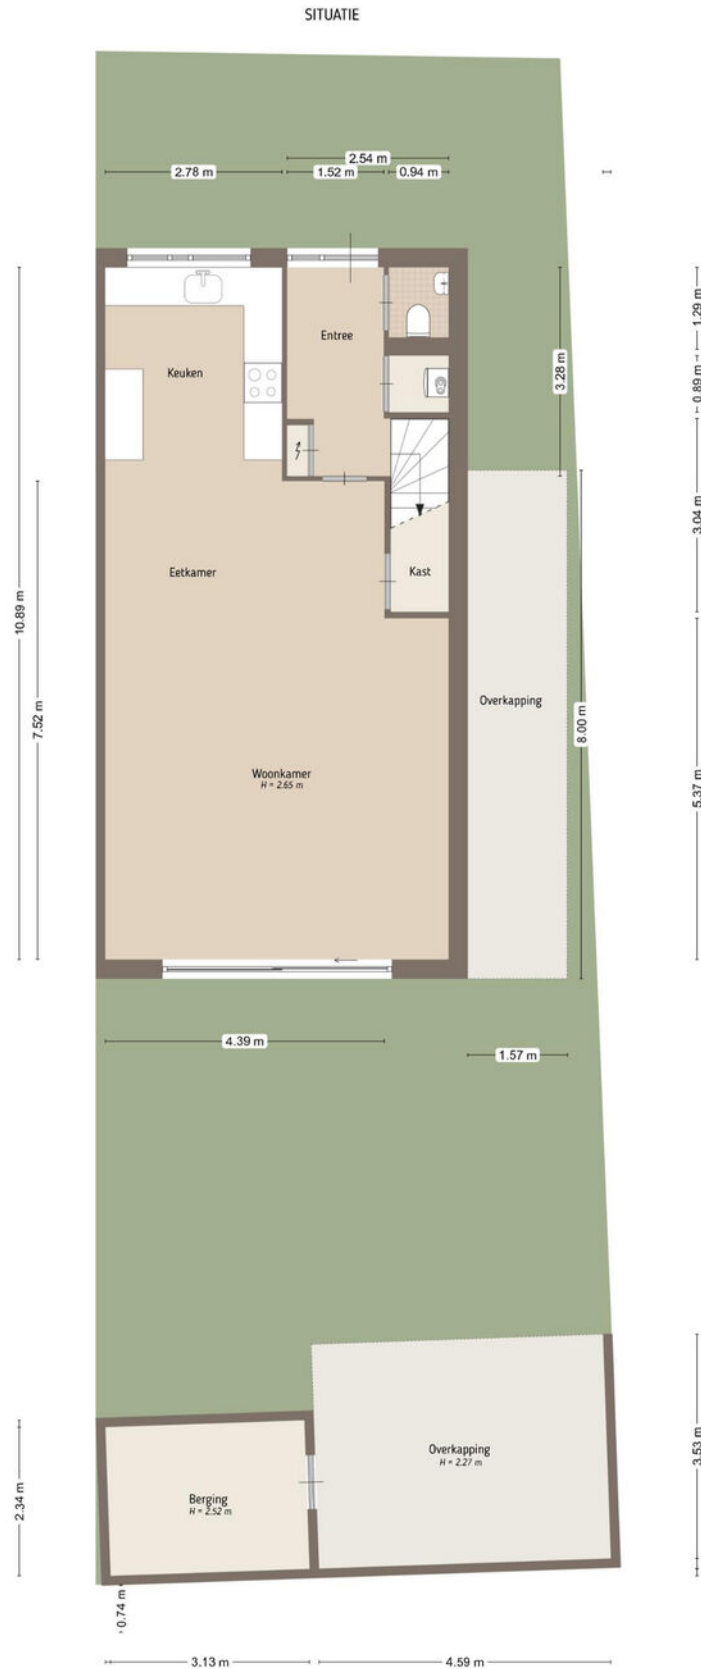 SITUATIE
2.54 m
2.78 m
1.52 m
0.94 m
1.29 m
Entree
3.28 m
Keuken
0.89 m
3.04 m
Eetkamer
Kast
10.89 m
Overkapping
7.52 m
8.00 m
Woonkamer
H = 2.65 m
5.37 m
4.39 m
1.57 m
Overkapping
H = 2.27 m
3.53 m
2.34 m
Berging
H = 2.52 m
0.74 m
3.13 m
4.59 m